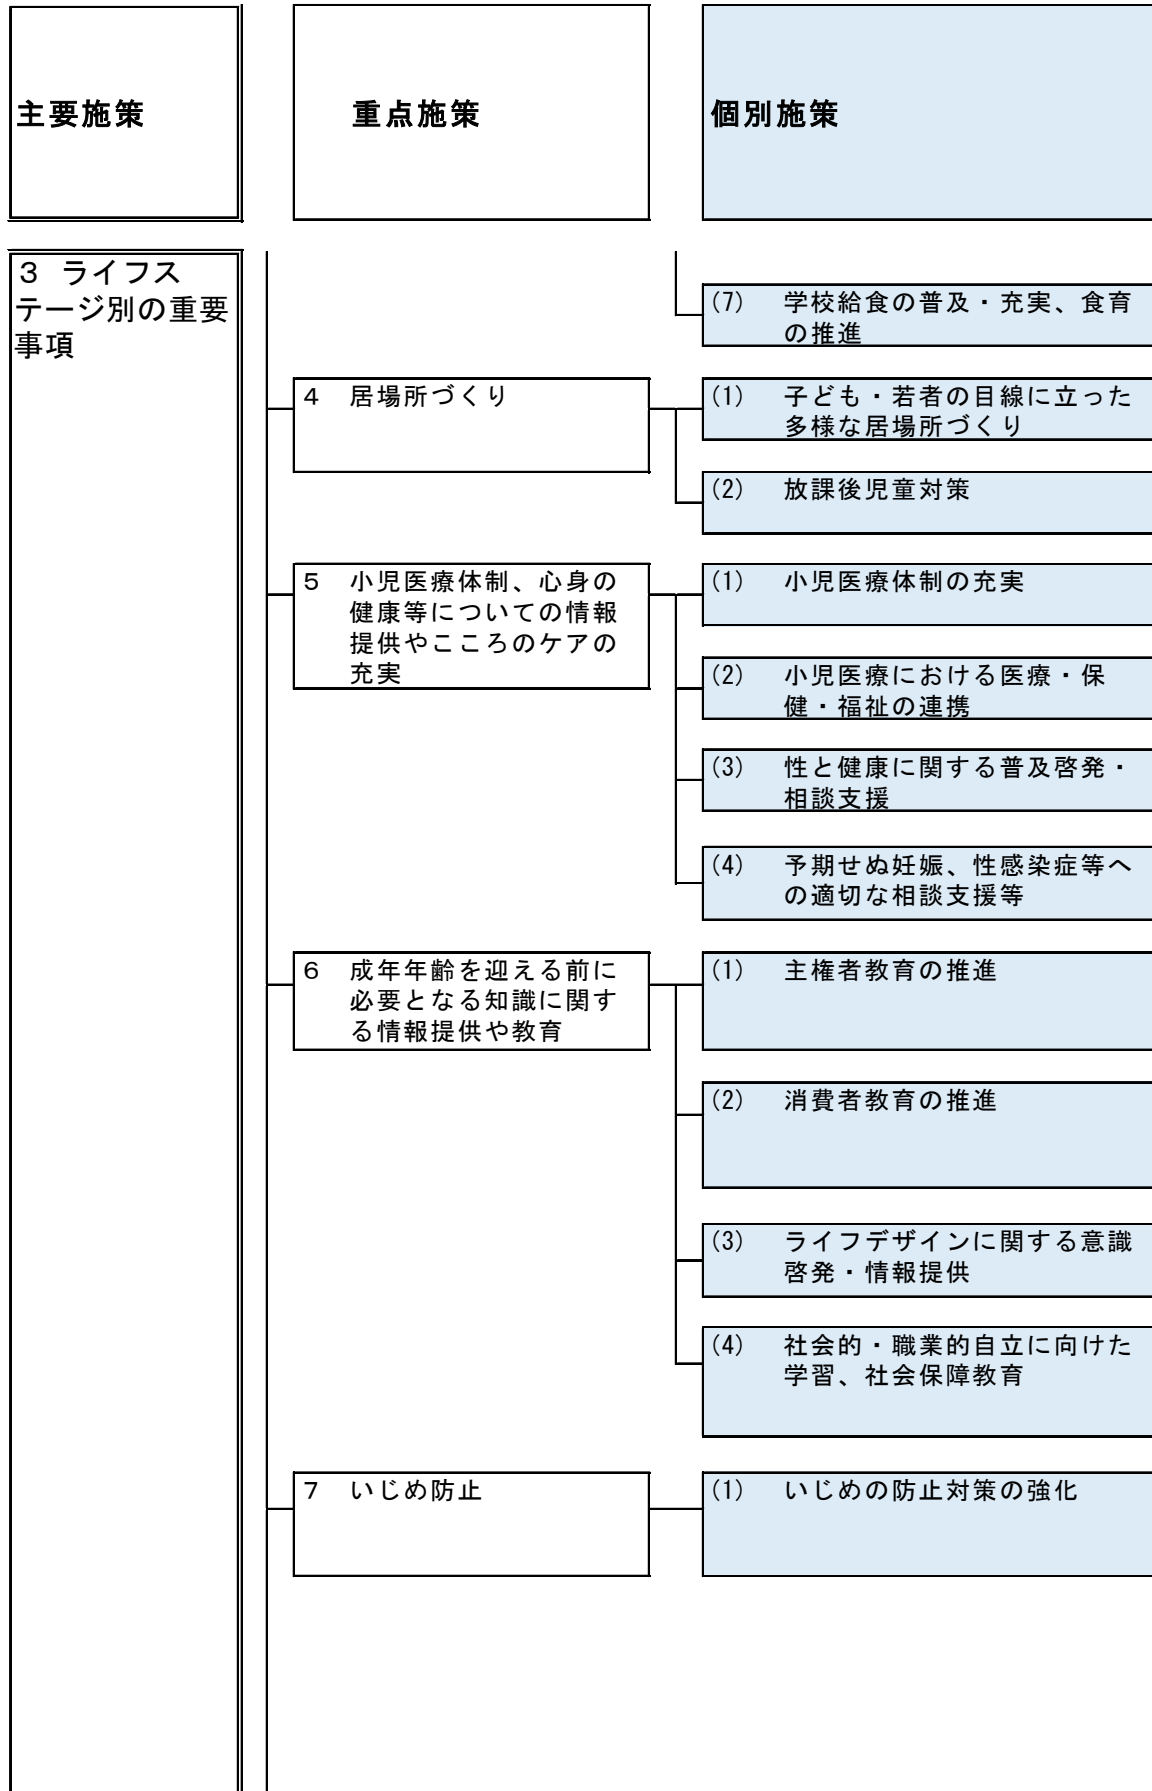 主要施策
重点施策
個別施策
３　ライフス
テージ別の重要
事項
(7)　学校給食の普及・充実、食育
の推進
４　居場所づくり
(1)　子ども・若者の目線に立った
多様な居場所づくり
(2)　放課後児童対策
５　小児医療体制、心身の
健康等についての情報
提供やこころのケアの
充実
(1)　小児医療体制の充実
(2)　小児医療における医療・保
健・福祉の連携
(3)　性と健康に関する普及啓発・
相談支援
(4)　予期せぬ妊娠、性感染症等へ
の適切な相談支援等
６　成年年齢を迎える前に
必要となる知識に関す
る情報提供や教育
(1)　主権者教育の推進
(2)　消費者教育の推進
(3)　ライフデザインに関する意識
啓発・情報提供
(4)　社会的・職業的自立に向けた
学習、社会保障教育
７　いじめ防止
(1)　いじめの防止対策の強化